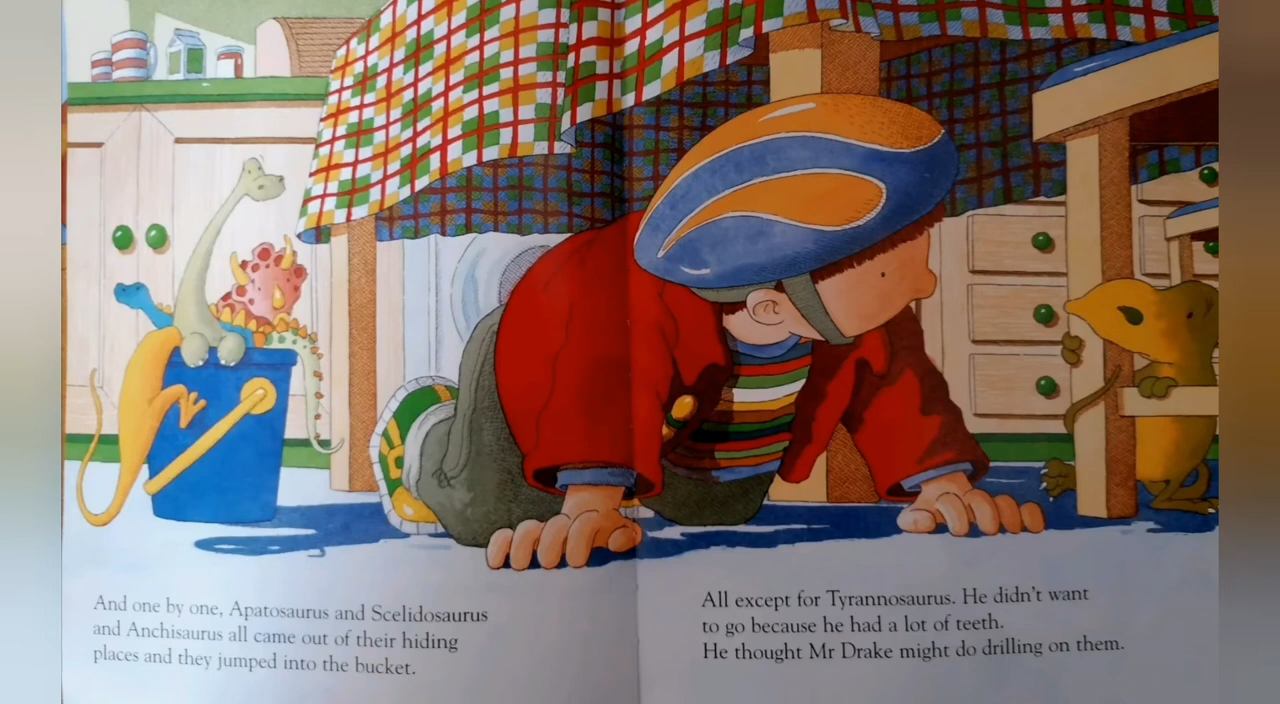 And one by one, Apatosaurus and Scelidosaurus
and Anchisaurus all came out of their hiding
places and they jumped into the bucket.
All except for Tyrannosaurus. He didn't want
to go because he had a lot of teeth.
He thought Mr Drake might do drilling on them.